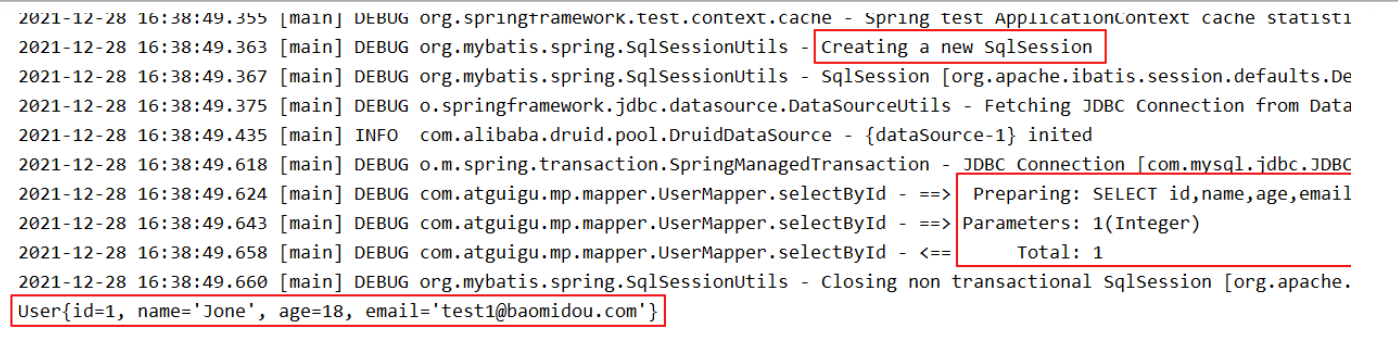 2021-12-28 16:38:49.355 [main] DEBUG org.springframework.test.context.cache - Spring test ApplicationContext cache statisti
2021-12-28 16:38:49.363 [main] DEBUG org.mybatis.spring.SqlSessionUtils - Creating a new SqlSession
2021-12-28 16:38:49.367 [main] DEBUG org.mybatis.spring.SqlSessionUtils - SqlSession [org.apache.ibatis.session.defaults.De
2021-12-28 16:38:49.375 [main] DEBUG o.springframework.jdbc.datasource.DataSourceUtils - Fetching JDBC Connection from Data
2021-12-28 16:38:49.435 [main] INFO  com.alibaba.druid.pool.DruidDataSource - {dataSource-1} inited
2021-12-28 16:38:49.618 [main] DEBUG o.m.spring.transaction.SpringManagedTransaction - JDBC Connection [com.mysql.jdbc.JDBC
2021-12-28 16:38:49.624 [main] DEBUG com.atguigu.mp.mapper.UserMapper.selectById - ==>  Preparing: SELECT id,name,age,email
2021-12-28 16:38:49.643 [main] DEBUG com.atguigu.mp.mapper.UserMapper.selectById - ==> Parameters: 1(Integer)
2021-12-28 16:38:49.658 [main] DEBUG com.atguigu.mp.mapper.UserMapper.selectById - <==      Total: 1
2021-12-28 16:38:49.660 [main] DEBUG org.mybatis.spring.SqlSessionUtils - Closing non transactional SqlSession [org.apache.
User{id=1, name='Jone', age=18, email='test1@baomidou.com'}